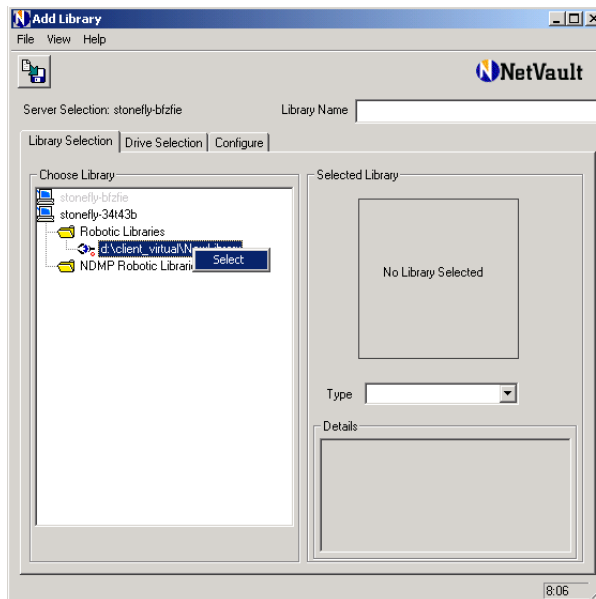 Add Library
File View Help
NetVault
Server Selection: stonefly-bfzfie
Library Name
Library Selection Drive Selection Configure
Choose Library
Selected Library
stonefly-bfzfie
stonefly-34t43b
Robotic Libraries
d:\client_virtual\NewLibrary
Select
NDMP Robotic Librari
No Library Selected
Type
Details
8:06